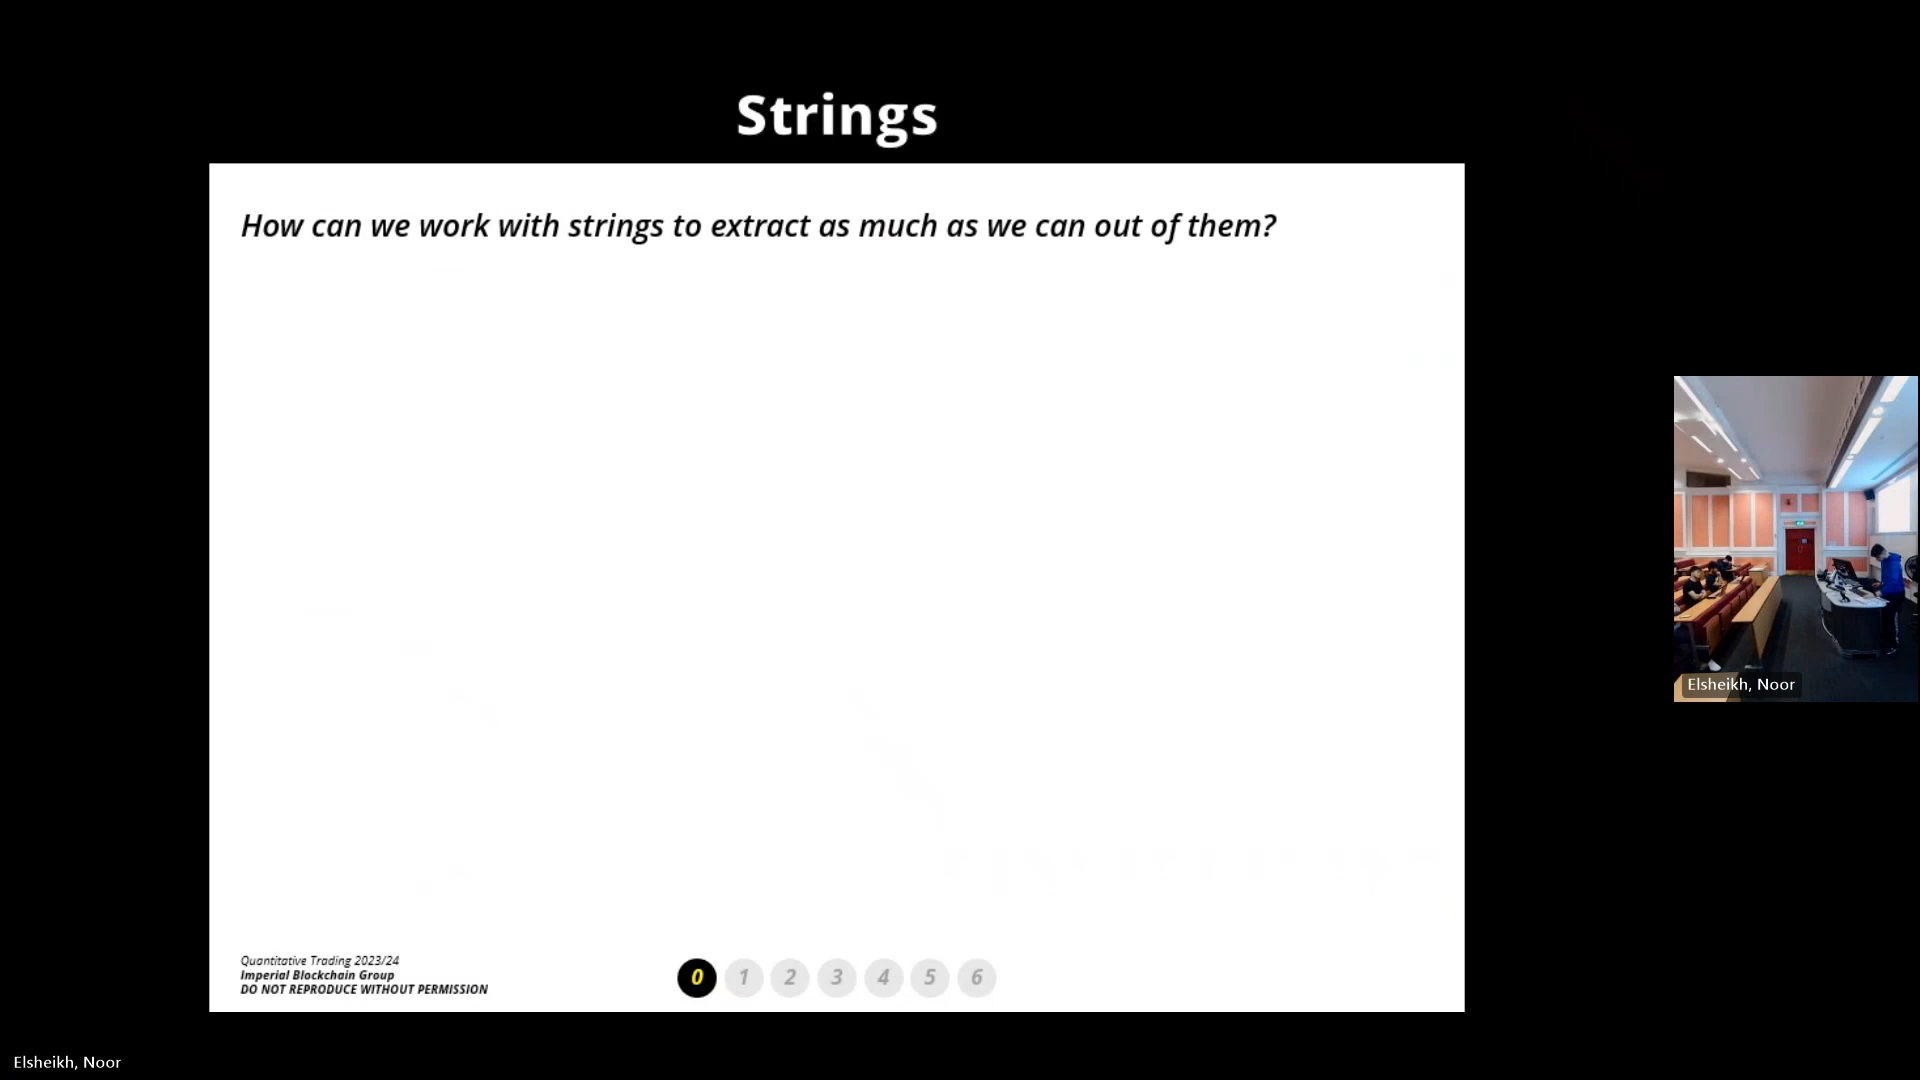 Strings
How can we work with strings to extract as much as we can out of them?
Quantitative Trading 2023/24
Imperial Blockchain Group
DO NOT REPRODUCE WITHOUT PERMISSION
0 1 2 3 4 5 6
Elsheikh, Noor
Elsheikh, Noor